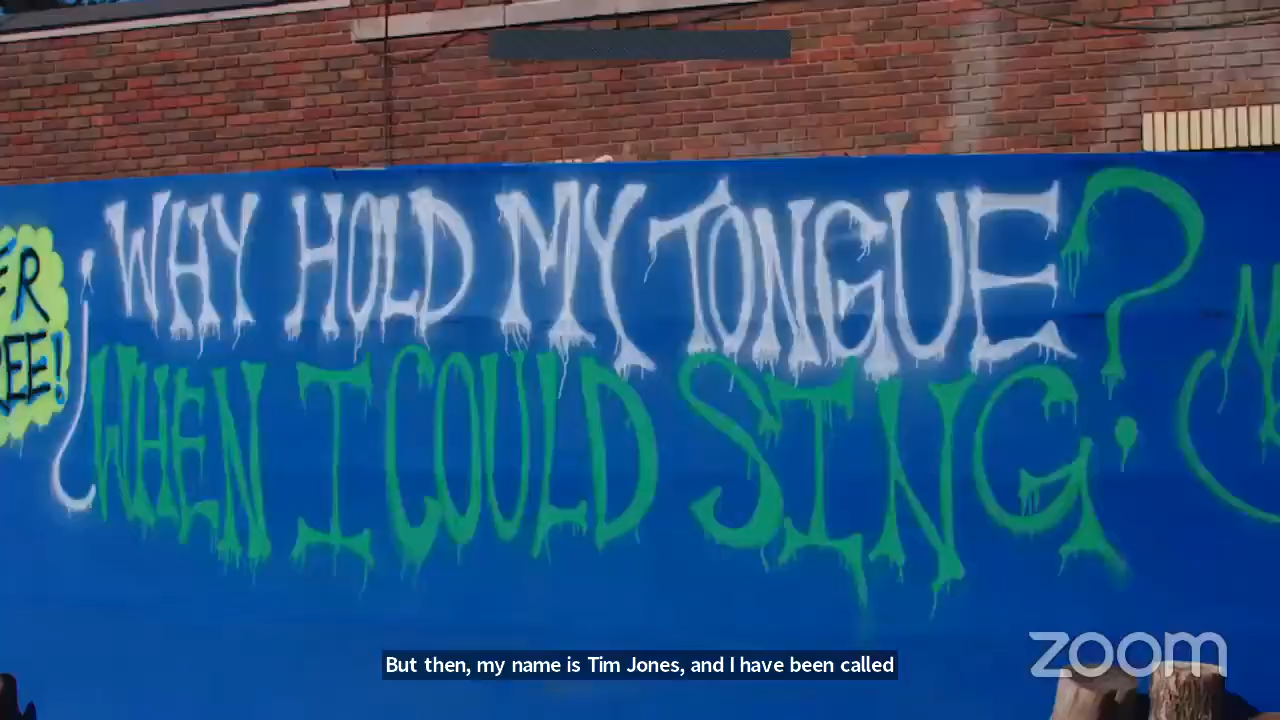 ¿WHY HOLD MY TONGUE?
WHEN I COULD SING
But then, my name is Tim Jones, and I have been called
zoom